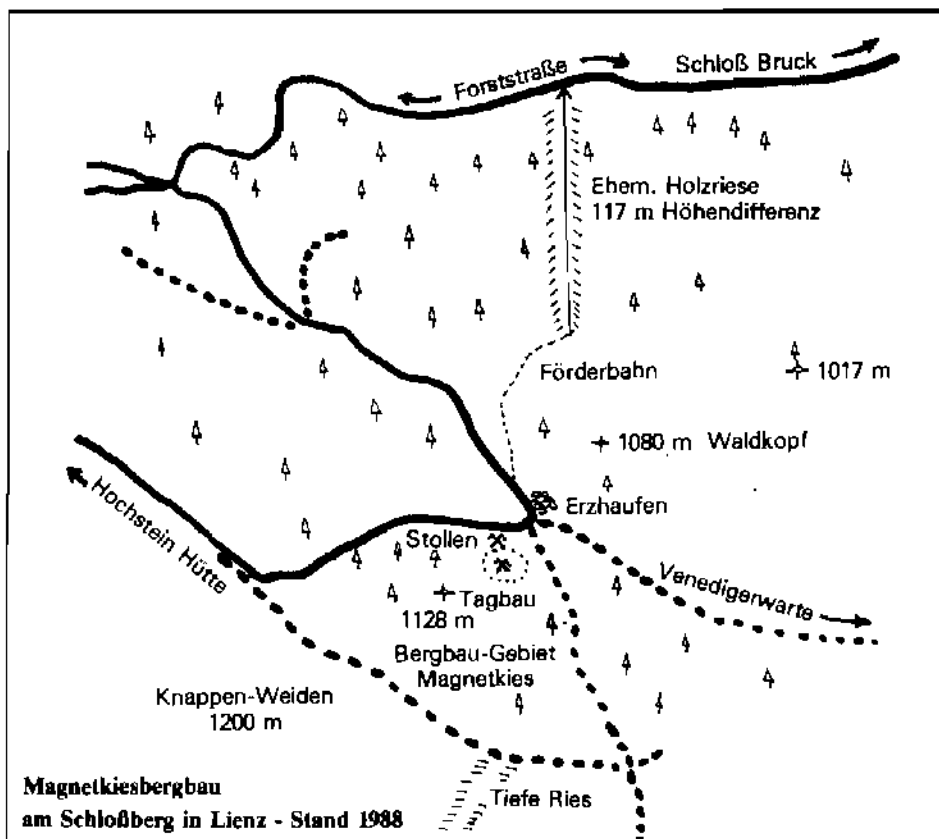 Schloß Bruck
Forststraße
Ehem. Holzriese
117 m Höhendifferenz
Förderbahn
1017 m
1080 m Waldkopf
Hochstein Hütte
Erzhaufen
Stollen
Tagbau
Venedigerwarte
1128 m
Bergbau-Gebiet
Magnetkies
Knappen-Weiden
1200 m
Tiefe Ries
Magnetkiesbergbau
am Schloßberg in Lienz - Stand 1988